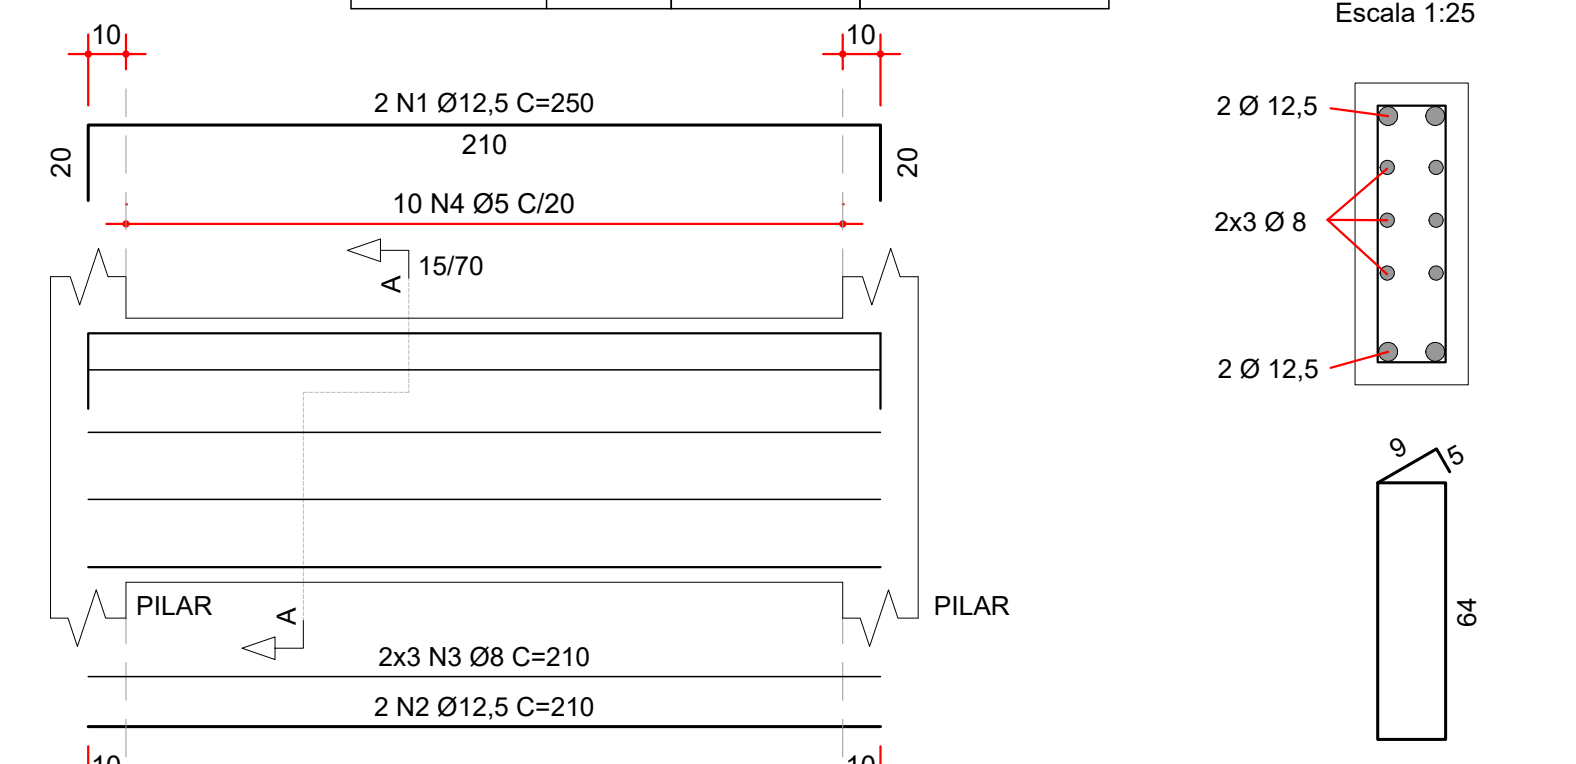 Escala 1:25
10
10
2 N1 Ø12,5 C=250
210
20
20
10 N4 Ø5 C/20
A
15/70
2 Ø 12,5
2x3 Ø 8
2 Ø 12,5
9
5
64
PILAR
A
PILAR
2x3 N3 Ø8 C=210
2 N2 Ø12,5 C=210
10
10